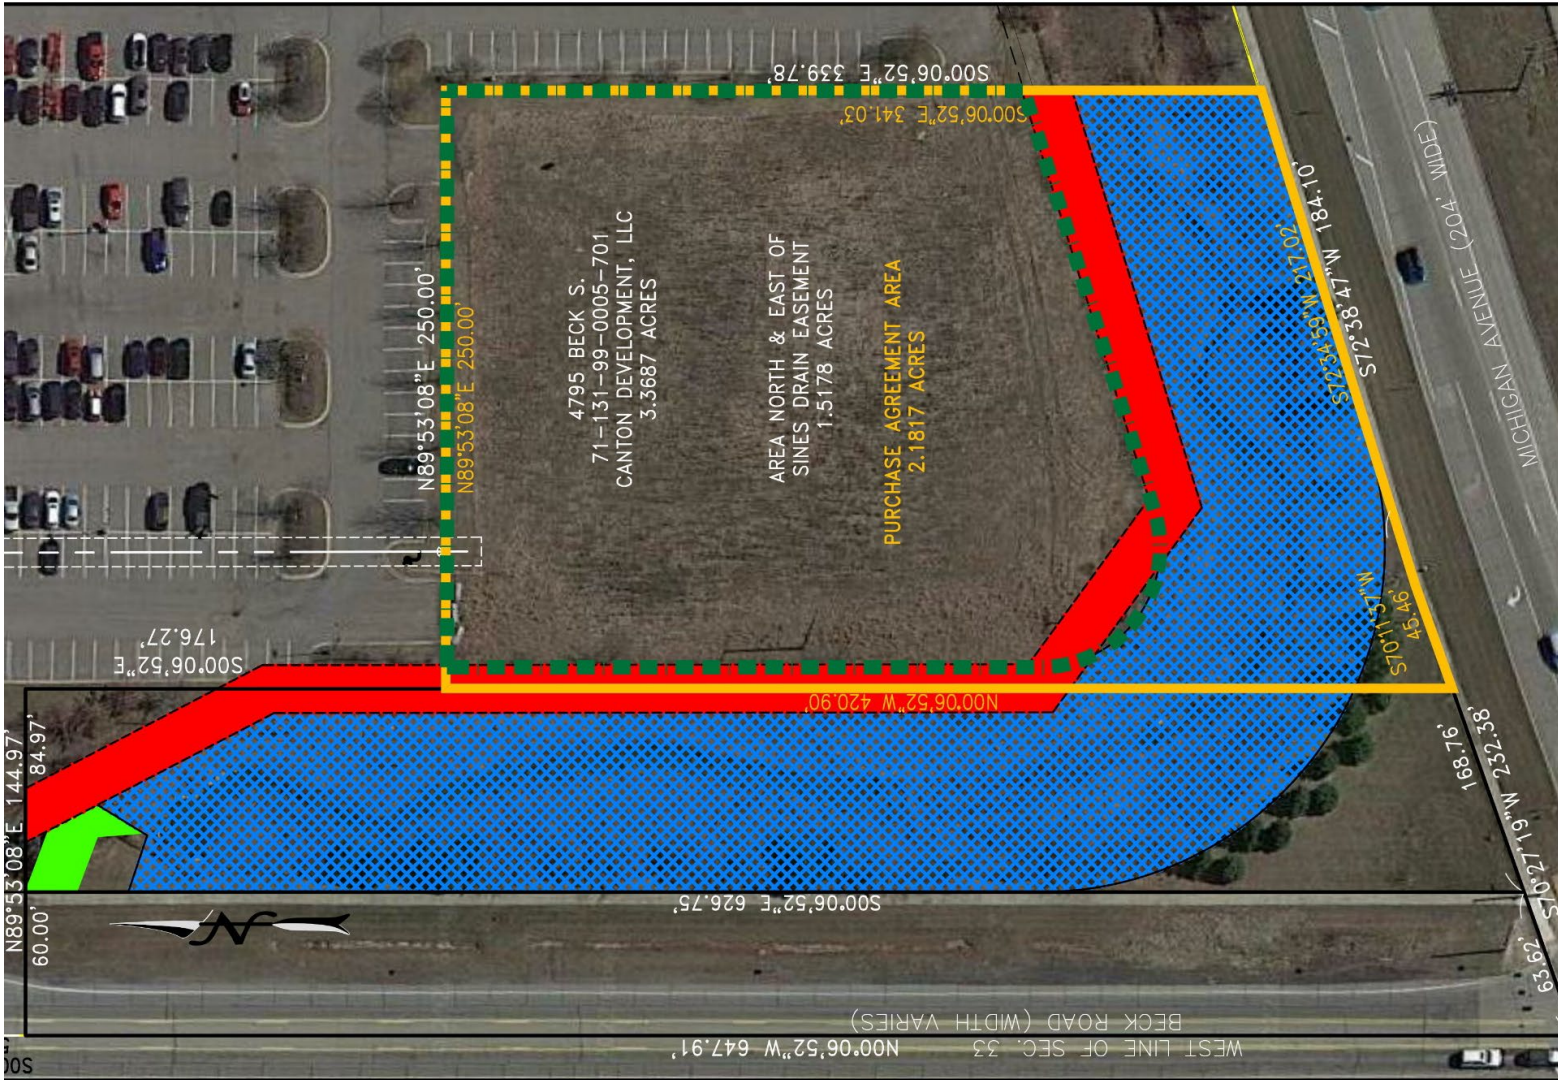 S00°06'52"E 339.78'
S00°06'52"E 341.03'
N89°53'08"E 250.00'
N89°53'08"E 250.00'
4795 BECK S.
71-131-99-0005-701
CANTON DEVELOPMENT, LLC
3.3687 ACRES
AREA NORTH & EAST OF
SINES DRAIN EASEMENT
1.5178 ACRES
PURCHASE AGREEMENT AREA
2.1817 ACRES
S72°34'59"W 217.02'
S72°38'47"W 184.10'
MICHIGAN AVENUE (204' WIDE)
S70°11'57"W
45.46'
176.27'
S00°06'52"E
N00°06'52"W 420.90'
N89°53'08"E 144.97'
84.97'
60.00'
168.76'
S70°27'19"W 232.38'
63.62'
S00°06'52"E 626.75'
N
BECK ROAD (WIDTH VARIES)
WEST LINE OF SEC. 33 N00°06'52"W 647.91'